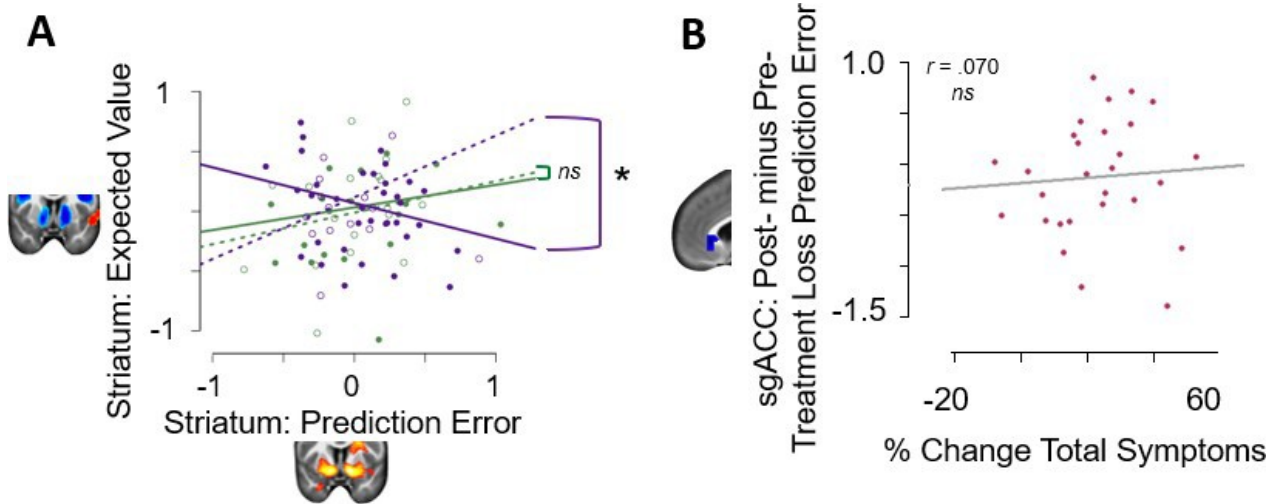 A
Striatum: Expected Value
1
-1
ns
*
-1
0
1
Striatum: Prediction Error
B
sgACC: Post- minus Pre-
Treatment Loss Prediction Error
1.0
-1.5
r = .070
ns
-20
60
% Change Total Symptoms